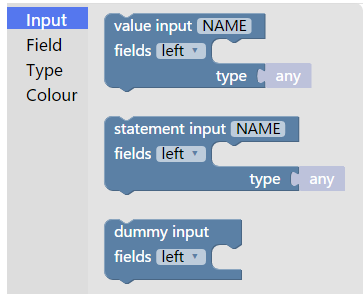 Input
Field
Type
Colour
value input NAME
fields left
type any
statement input NAME
fields left
type any
dummy input
fields left